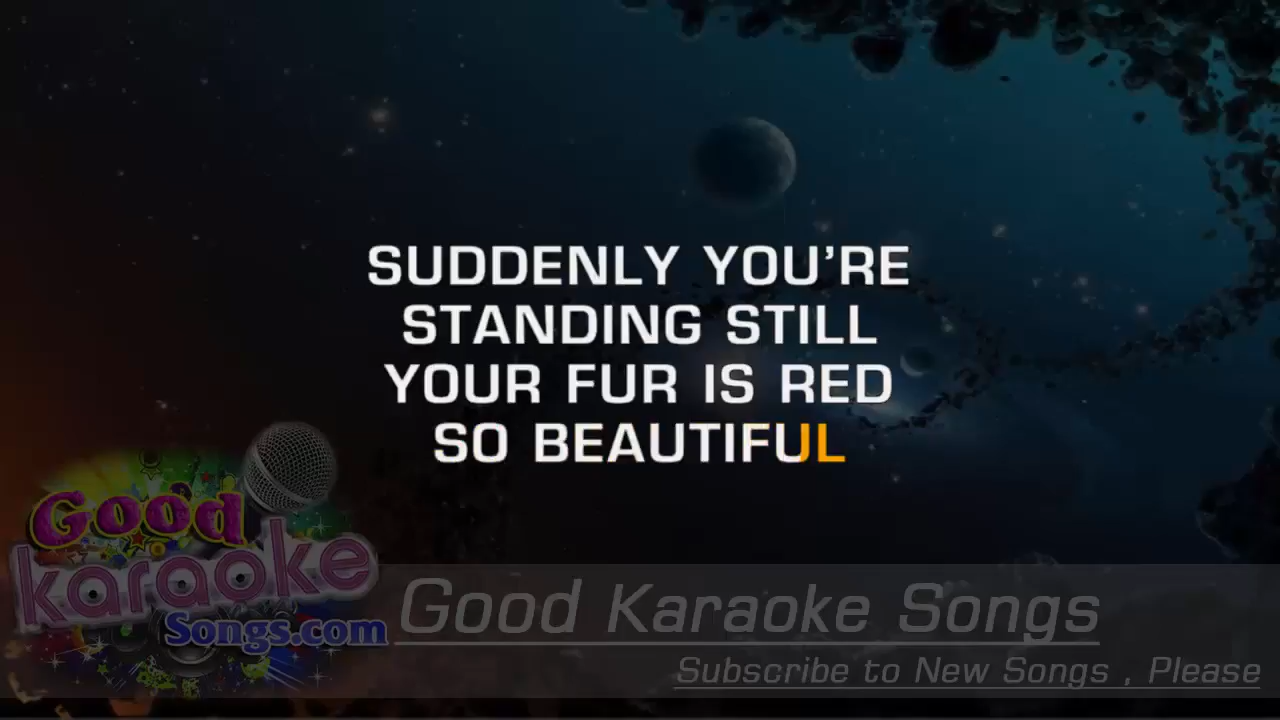 SUDDENLY YOU'RE
STANDING STILL
YOUR FUR IS RED
SO BEAUTIFUL
Good
karaoke
Songs.com
Good Karaoke Songs
Subscribe to New Songs , Please